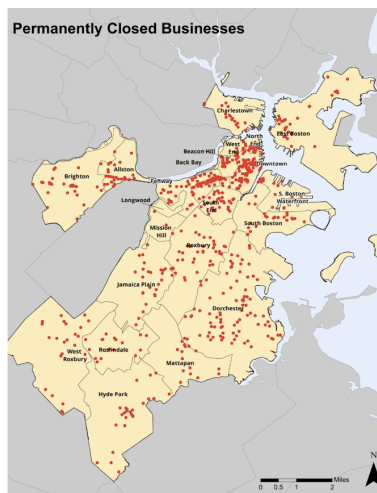 Permanently Closed Businesses
Charlestown
East Boston
North
End
West
End
Beacon Hill
Back Bay
Downtown
Allston
Brighton
Fenway
Longwood
South
End
S. Boston
Waterfront
South Boston
Mission
Hill
Roxbury
Jamaica Plain
Dorchester
West
Roxbury
Roslindale
Mattapan
Hyde Park
N
Miles
0 0.5 1 2